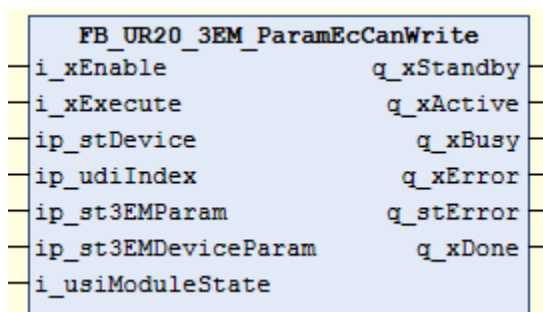 FB_UR20_3EM_ParamEcCanWrite
i_xEnable q_xStandby
i_xExecute q_xActive
ip_stDevice q_xBusy
ip_udiIndex q_xError
ip_st3EMParam q_stError
ip_st3EMDeviceParam q_xDone
i_usiModuleState